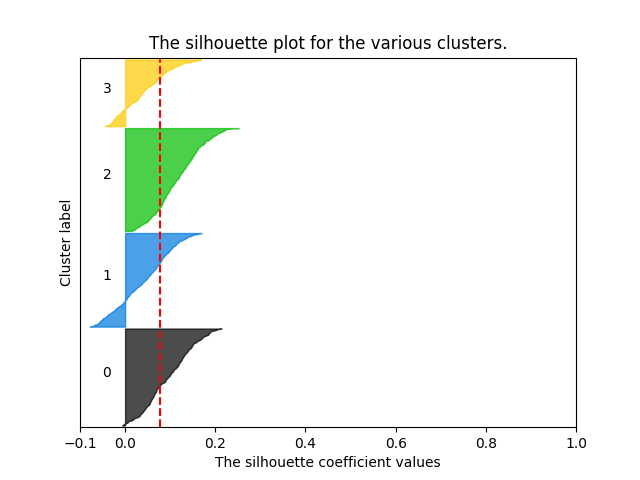 The silhouette plot for the various clusters.
3
2
1
0
Cluster label
−0.1 0.0 0.2 0.4 0.6 0.8 1.0
The silhouette coefficient values